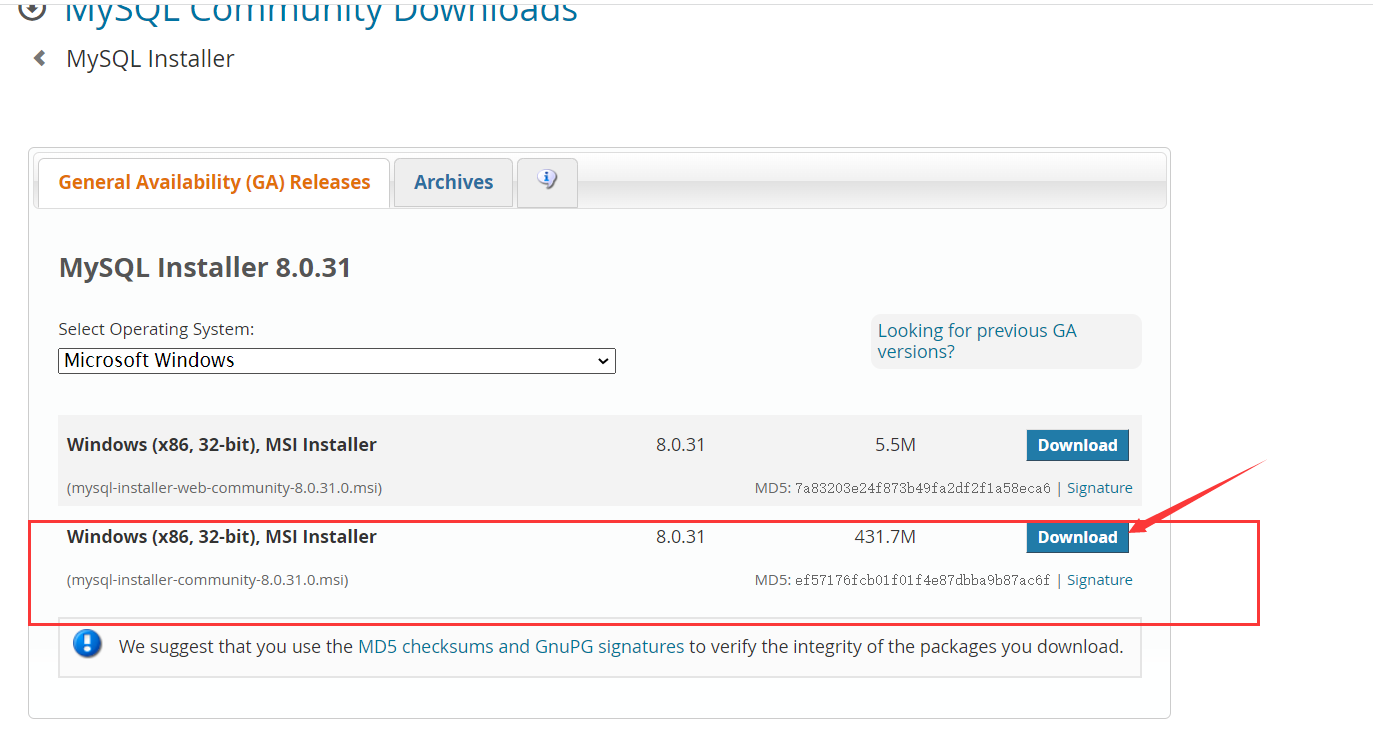 MySQL Community Downloads
MySQL Installer
General Availability (GA) Releases Archives
MySQL Installer 8.0.31
Select Operating System:
Looking for previous GA
versions?
Microsoft Windows
Windows (x86, 32-bit), MSI Installer 8.0.31 5.5M Download
(mysql-installer-web-community-8.0.31.0.msi) MD5: 7a83203e24f873b49fa2df2f1a58eca6 | Signature
Windows (x86, 32-bit), MSI Installer 8.0.31 431.7M Download
(mysql-installer-community-8.0.31.0.msi) MD5: ef57176fcb01f01f4e87dbba9b87ac6f | Signature
We suggest that you use the MD5 checksums and GnuPG signatures to verify the integrity of the packages you download.